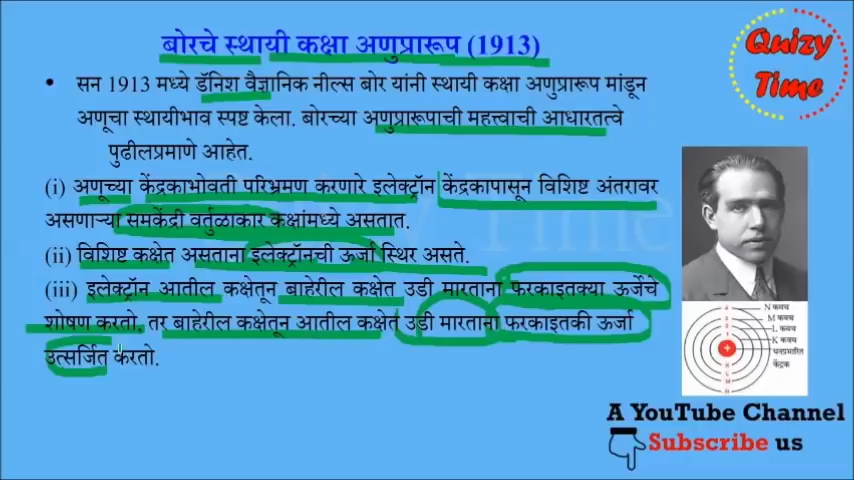 बोरचे स्थायी कक्षा अणुप्रारूप (1913)
Quizy
Time
• सन 1913 मध्ये डॅनिश वैज्ञानिक नील्स बोर यांनी स्थायी कक्षा अणुप्रारूप मांडून
अणूचा स्थायीभाव स्पष्ट केला. बोरच्या अणुप्रारूपाची महत्त्वाची आधारतत्वे
पुढीलप्रमाणे आहेत.
(i) अणूच्या केंद्रकाभोवती परिभ्रमण करणारे इलेक्ट्रॉन केंद्रकापासून विशिष्ट अंतरावर
असणाऱ्या समकेंद्री वर्तुळाकार कक्षांमध्ये असतात.
(ii) विशिष्ट कक्षेत असताना इलेक्ट्रॉनची ऊर्जा स्थिर असते.
(iii) इलेक्ट्रॉन आतील कक्षेतून बाहेरील कक्षेत उडी मारताना फरकाइतक्या ऊर्जेचे
शोषण करतो, तर बाहेरील कक्षेतून आतील कक्षेत उडी मारताना फरकाइतकी ऊर्जा
उत्सर्जित करतो.
N कवच
M कवच
L कवच
K कवच
धनप्रभारित
केंद्रक
A YouTube Channel
Subscribe us